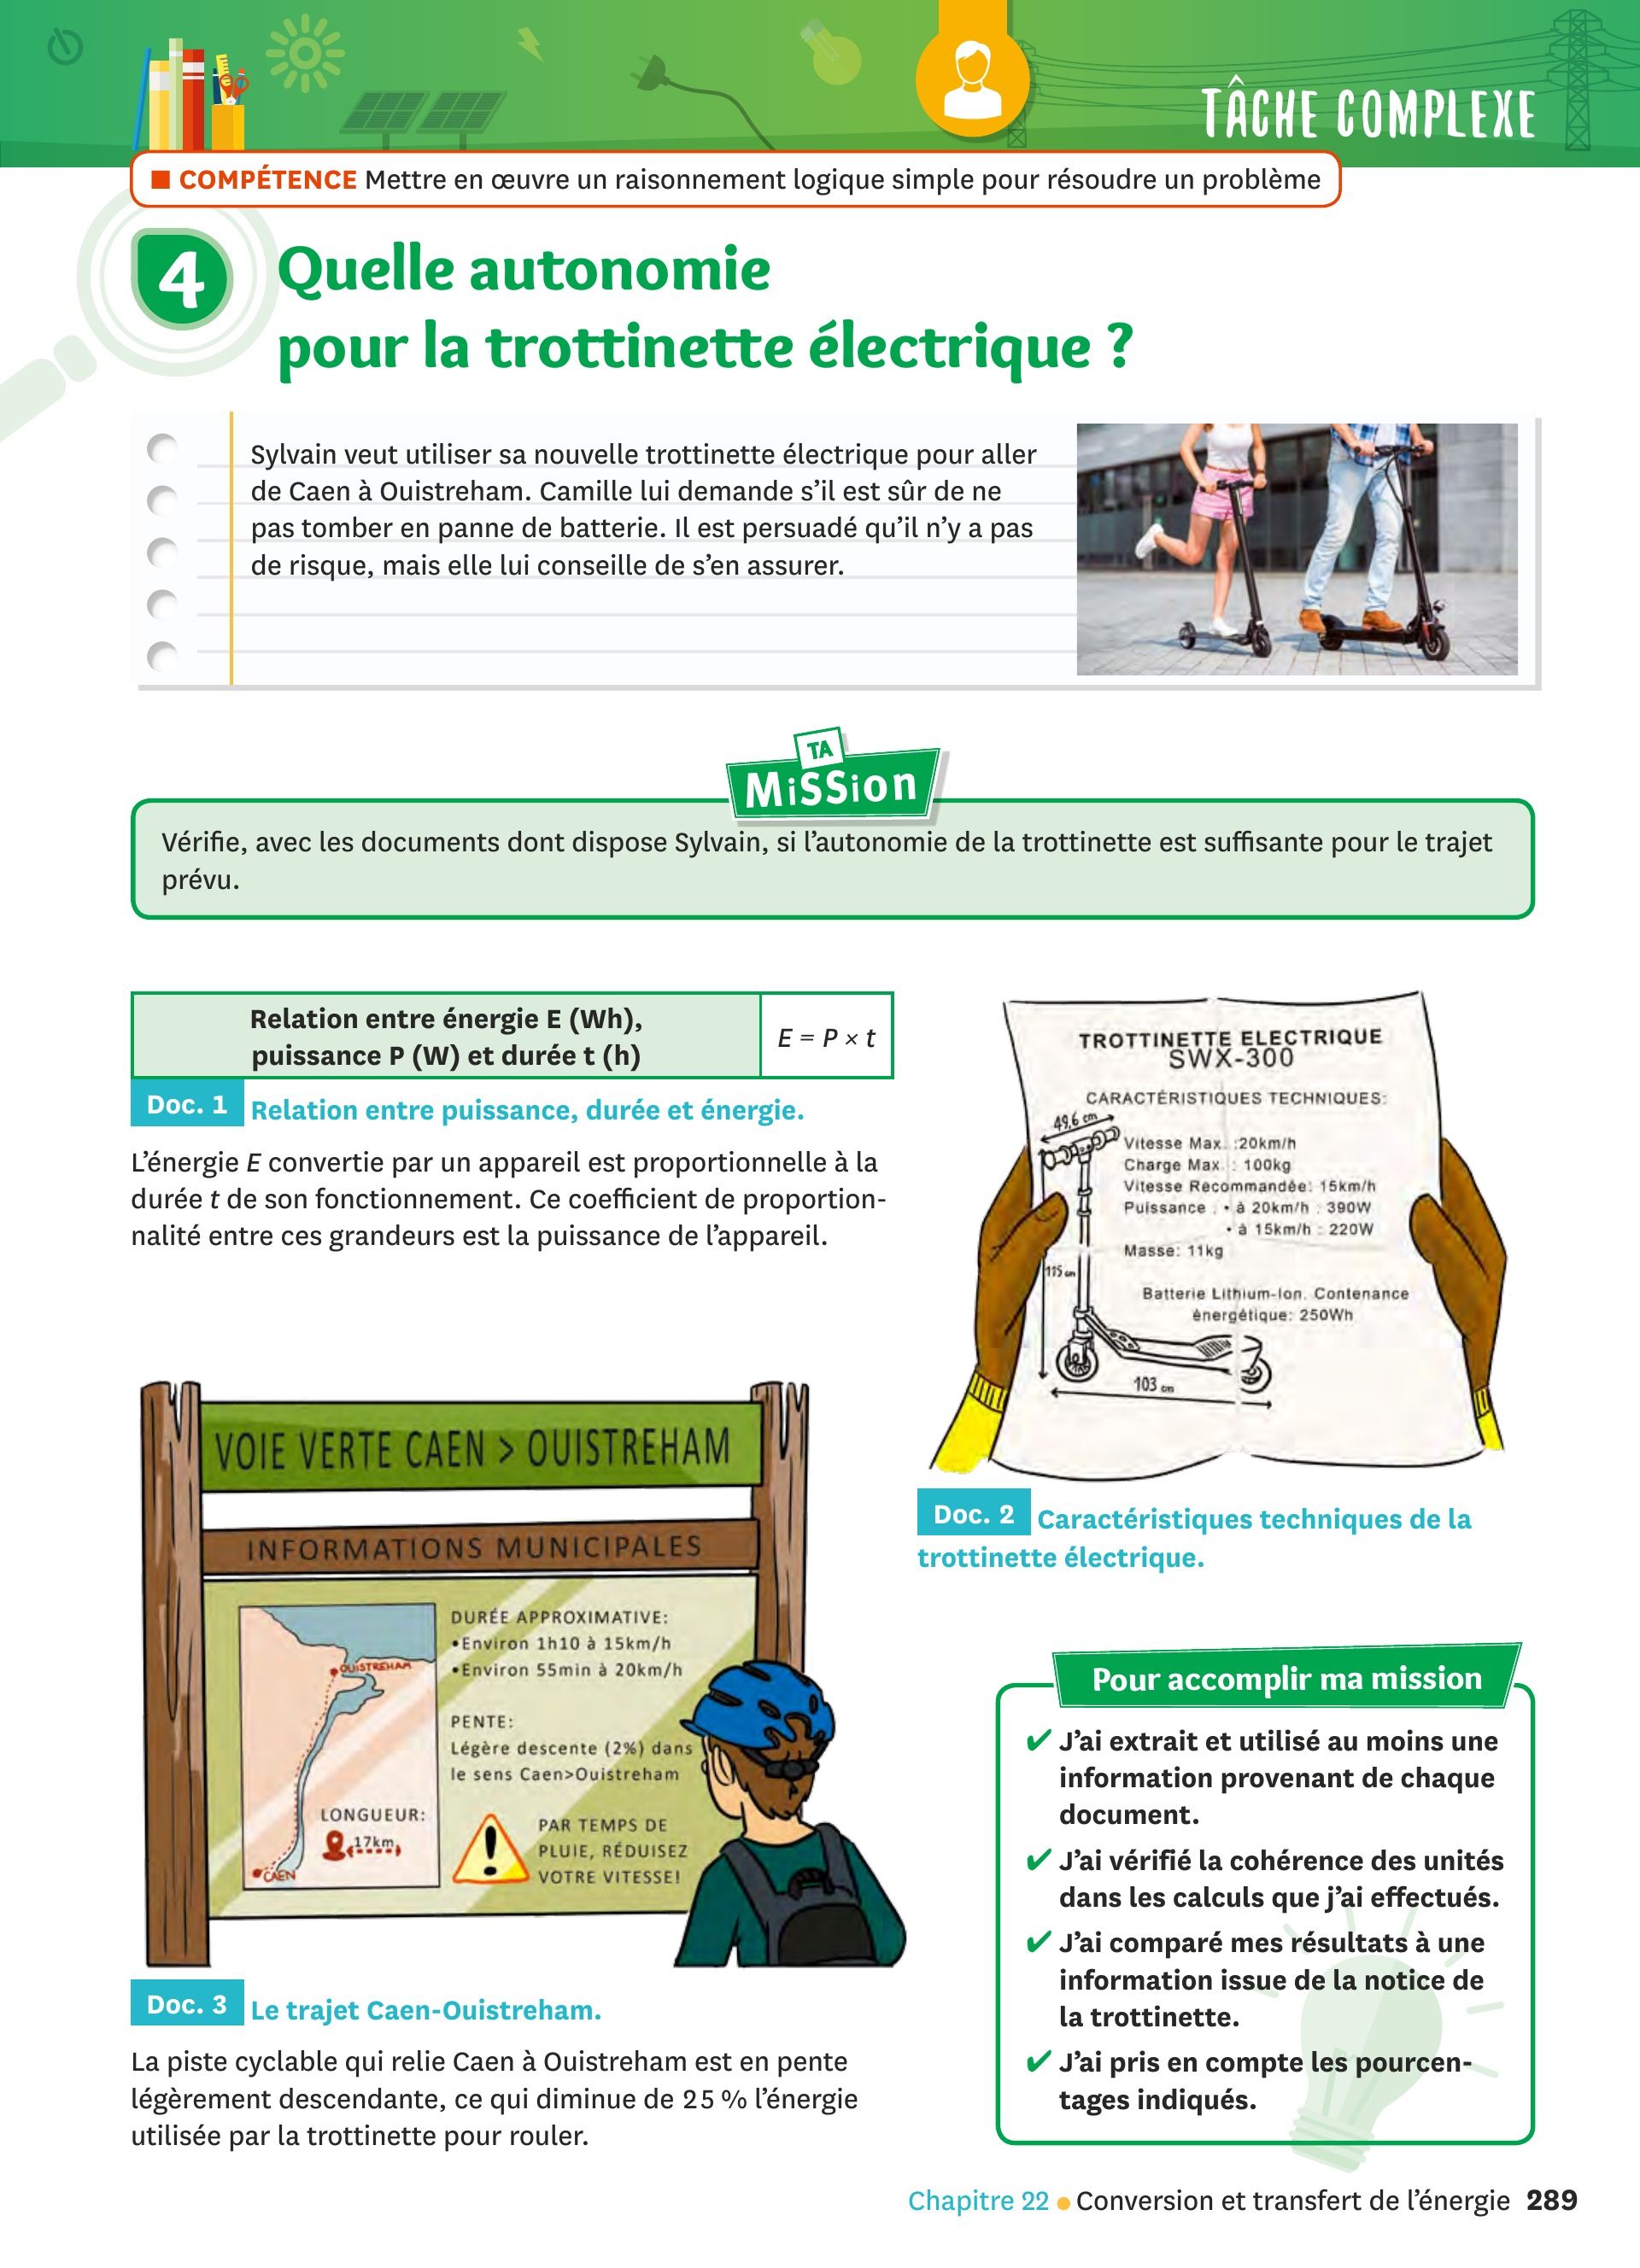 TÂCHE COMPLEXE
COMPÉTENCE Mettre en œuvre un raisonnement logique simple pour résoudre un problème
4
Quelle autonomie
pour la trottinette électrique ?
Sylvain veut utiliser sa nouvelle trottinette électrique pour aller
de Caen à Ouistreham. Camille lui demande s'il est sûr de ne
pas tomber en panne de batterie. Il est persuadé qu'il n'y a pas
de risque, mais elle lui conseille de s'en assurer.
TA
MiSSion
Vérifie, avec les documents dont dispose Sylvain, si l'autonomie de la trottinette est suffisante pour le trajet
prévu.
Relation entre énergie E (Wh),
puissance P (W) et durée t (h)
E = P × t
Doc. 1 Relation entre puissance, durée et énergie.
L'énergie E convertie par un appareil est proportionnelle à la
durée t de son fonctionnement. Ce coefficient de proportion-
nalité entre ces grandeurs est la puissance de l'appareil.
TROTTINETTE ELECTRIQUE
SWX-300
CARACTÉRISTIQUES TECHNIQUES:
49,6 cm
Vitesse Max. :20km/h
Charge Max. : 100kg
Vitesse Recommandée: 15km/h
Puissance : • à 20km/h : 390W
• à 15km/h : 220W
Masse: 11kg
115 cm
Batterie Lithium-Ion. Contenance
énergétique: 250Wh
103 cm
Doc. 2 Caractéristiques techniques de la
trottinette électrique.
VOIE VERTE CAEN > OUISTREHAM
INFORMATIONS MUNICIPALES
DURÉE APPROXIMATIVE:
•Environ 1h10 à 15km/h
•Environ 55min à 20km/h
OUISTREHAM
PENTE:
Légère descente (2%) dans
le sens Caen>Ouistreham
LONGUEUR:
17km
CAEN
PAR TEMPS DE
PLUIE, RÉDUISEZ
VOTRE VITESSE!
Doc. 3 Le trajet Caen-Ouistreham.
La piste cyclable qui relie Caen à Ouistreham est en pente
légèrement descendante, ce qui diminue de 25 % l'énergie
utilisée par la trottinette pour rouler.
Pour accomplir ma mission
✔ J'ai extrait et utilisé au moins une
information provenant de chaque
document.
✔ J'ai vérifié la cohérence des unités
dans les calculs que j'ai effectués.
✔ J'ai comparé mes résultats à une
information issue de la notice de
la trottinette.
✔ J'ai pris en compte les pourcen-
tages indiqués.
Chapitre 22 • Conversion et transfert de l'énergie 289